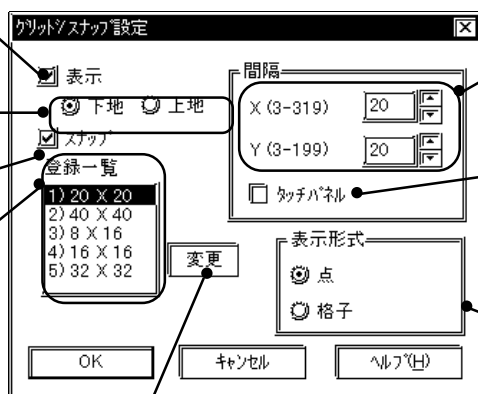 グリッド/スナップ設定
表示
下地 上地
スナップ
登録一覧
1) 20 X 20
2) 40 X 40
3) 8 X 16
4) 16 X 16
5) 32 X 32
変更
間隔
X (3-319) 20
Y (3-199) 20
タッチパネル
表示形式
点
格子
OK キャンセル ヘルプ(H)